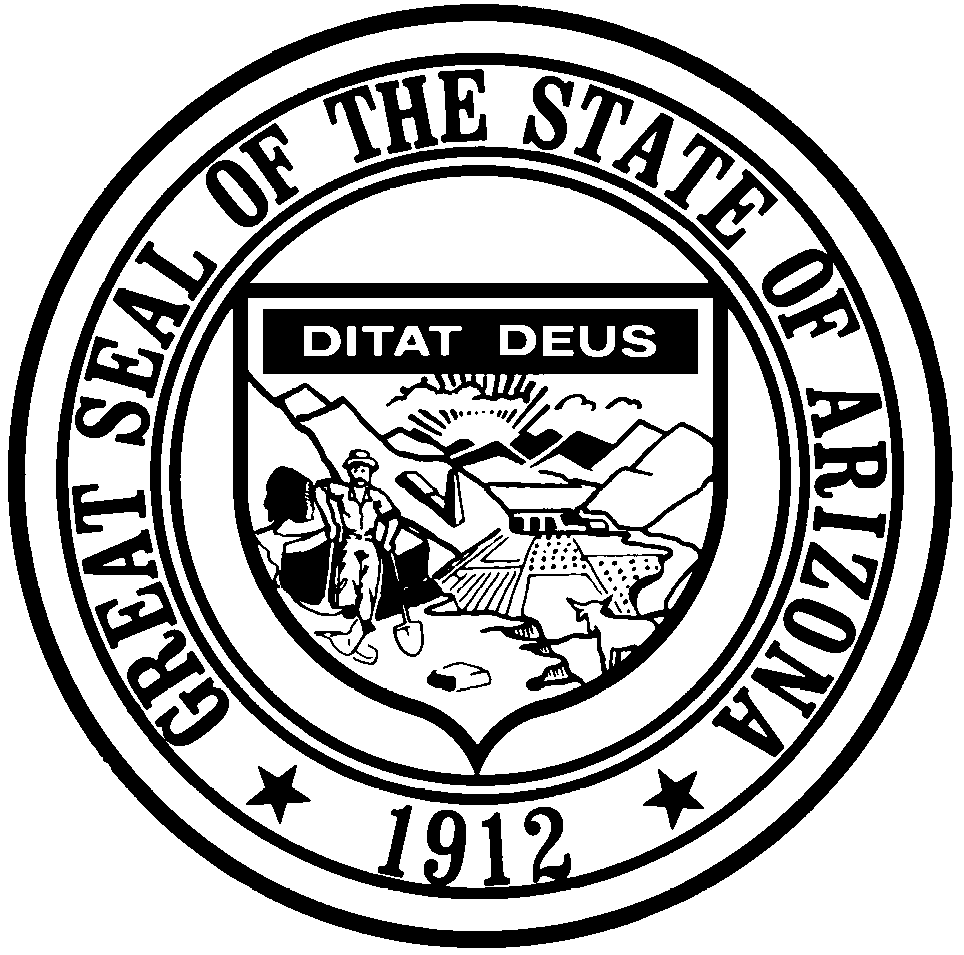 GREAT SEAL OF THE STATE OF ARIZONA
DITAT DEUS
1912